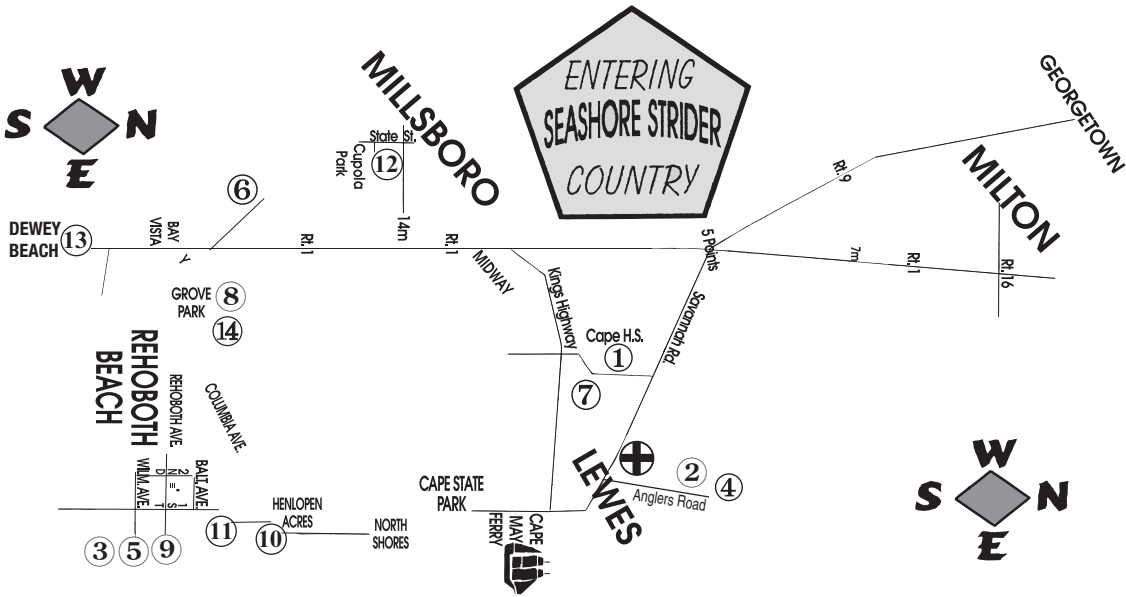 W
S N
E
MILLSBORO
State St.
Cupola
Park
12
14m
ENTERING
SEASHORE STRIDER
COUNTRY
GEORGETOWN
Rt. 9
MILTON
6
DEWEY
BEACH
13
BAY
VISTA
Y
Rt. 1
Rt. 1
MIDWAY
5 Points
7m
Rt. 1
Rt. 16
GROVE
PARK
8
14
Kings Highway
Savannah Rd.
Cape H.S.
1
7
REHOBOTH
BEACH
REHOBOTH AVE.
COLUMBIA AVE.
WILM. AVE.
2 N D
1 S T
BALT. AVE.
3
5
9
11
10
HENLOPEN
ACRES
NORTH
SHORES
CAPE STATE
PARK
CAPE
MAY
FERRY
LEWES
2
4
Anglers Road
W
S N
E